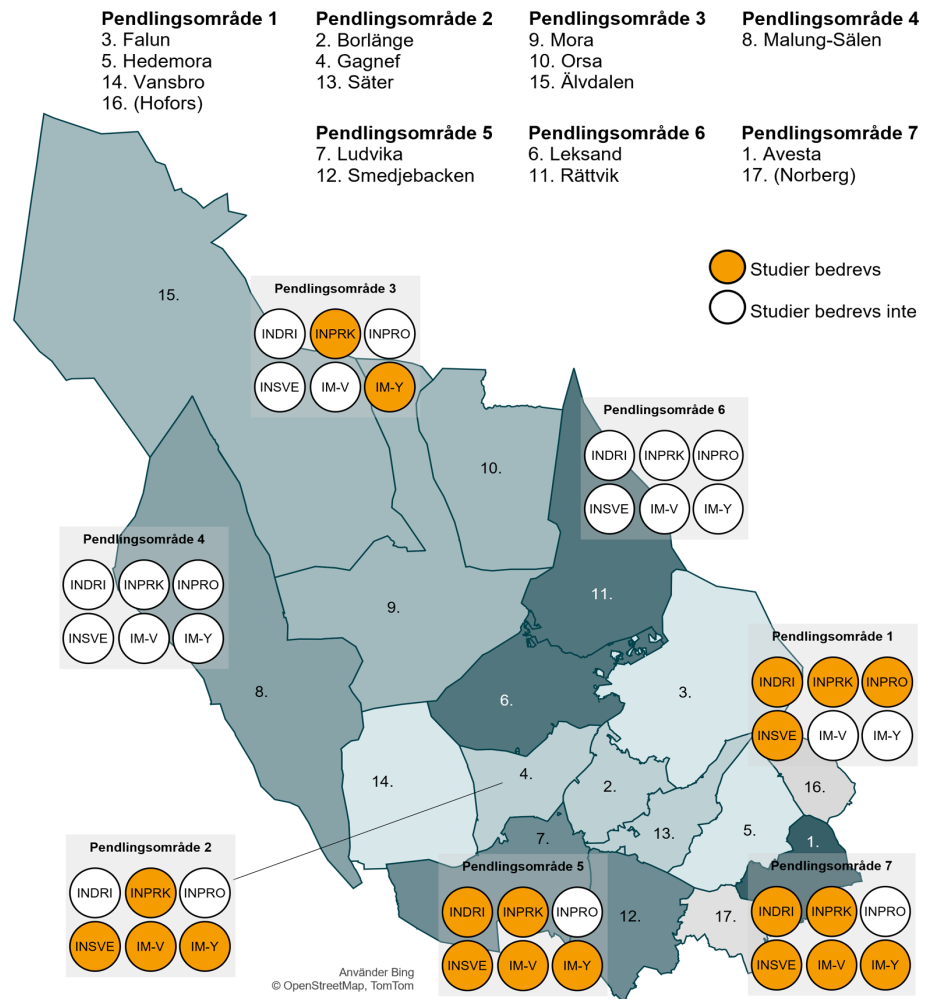 Pendlingsområde 1
3. Falun
5. Hedemora
14. Vansbro
16. (Hofors)
Pendlingsområde 2
2. Borlänge
4. Gagnef
13. Säter
Pendlingsområde 3
9. Mora
10. Orsa
15. Älvdalen
Pendlingsområde 4
8. Malung-Sälen
Pendlingsområde 5
7. Ludvika
12. Smedjebacken
Pendlingsområde 6
6. Leksand
11. Rättvik
Pendlingsområde 7
1. Avesta
17. (Norberg)
Studier bedrevs
Studier bedrevs inte
15.
Pendlingsområde 3
INDRI INPRK INPRO
INSVE IM-V IM-Y
10.
Pendlingsområde 6
INDRI INPRK INPRO
INSVE IM-V IM-Y
Pendlingsområde 4
INDRI INPRK INPRO
INSVE IM-V IM-Y
11.
9.
Pendlingsområde 1
INDRI INPRK INPRO
INSVE IM-V IM-Y
8.
6.
3.
14.
4.
2.
16.
13.
5.
7.
1.
Pendlingsområde 2
INDRI INPRK INPRO
INSVE IM-V IM-Y
Pendlingsområde 5
INDRI INPRK INPRO
INSVE IM-V IM-Y
12.
17.
Pendlingsområde 7
INDRI INPRK INPRO
INSVE IM-V IM-Y
Använder Bing
© OpenStreetMap, TomTom